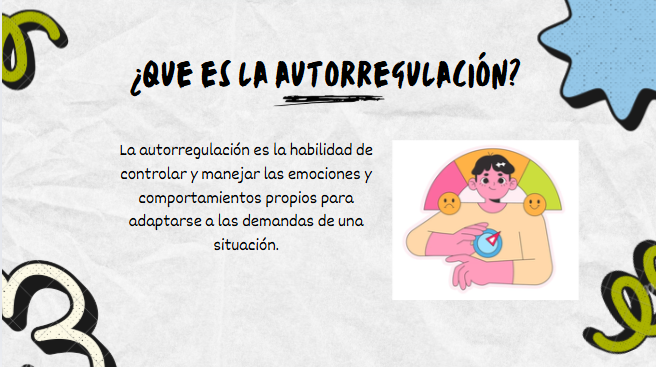 ¿QUE ES LA AUTORREGULACIÓN?
La autorregulación es la habilidad de
controlar y manejar las emociones y
comportamientos propios para
adaptarse a las demandas de una
situación.